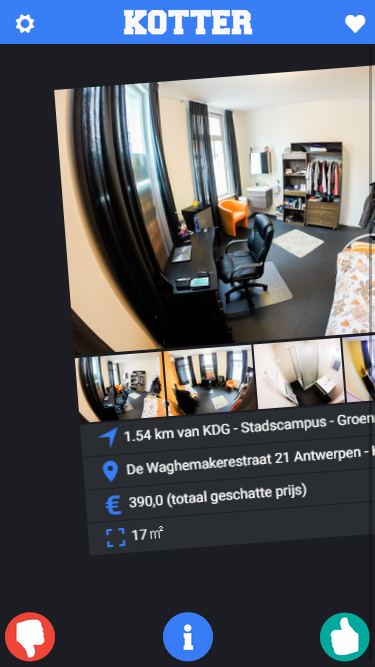 KOTTER
1.54 km van KDG - Stadscampus - Groen
De Waghemakerestraat 21 Antwerpen -
390,0 (totaal geschatte prijs)
17 m²